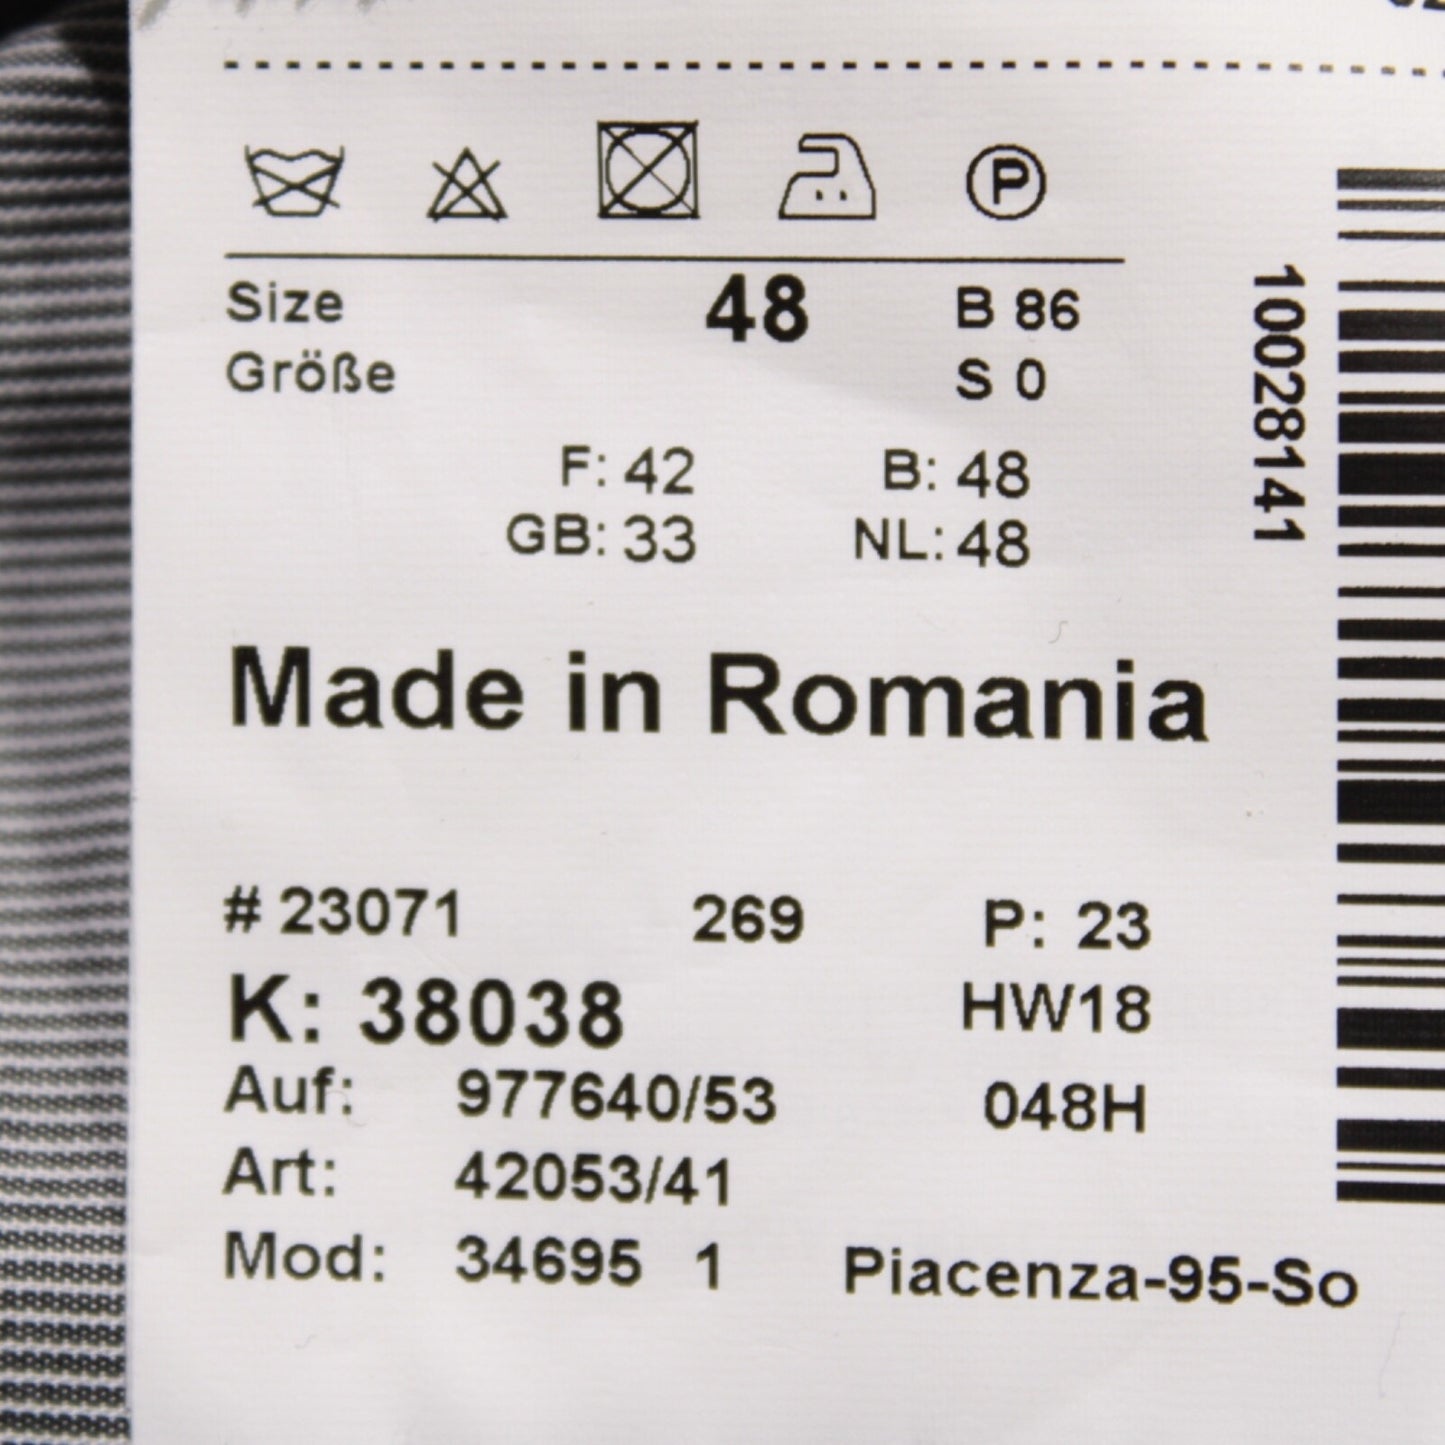 Size 48 B 86
Größe S 0
F: 42 B: 48
GB: 33 NL: 48
Made in Romania
# 23071 269 P: 23
K: 38038 HW18
Auf: 977640/53 048H
Art: 42053/41
Mod: 34695 1 Piacenza-95-So
10028141